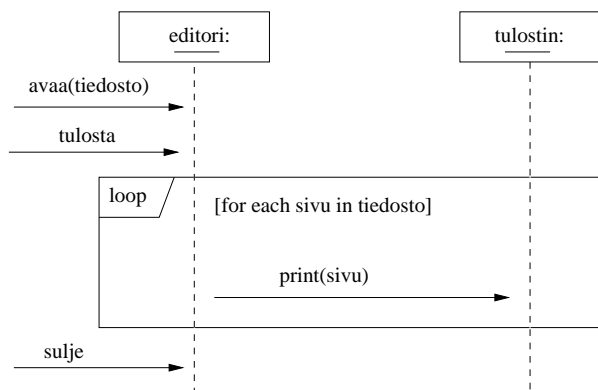 editori:
tulostin:
avaa(tiedosto)
tulosta
loop
[for each sivu in tiedosto]
print(sivu)
sulje